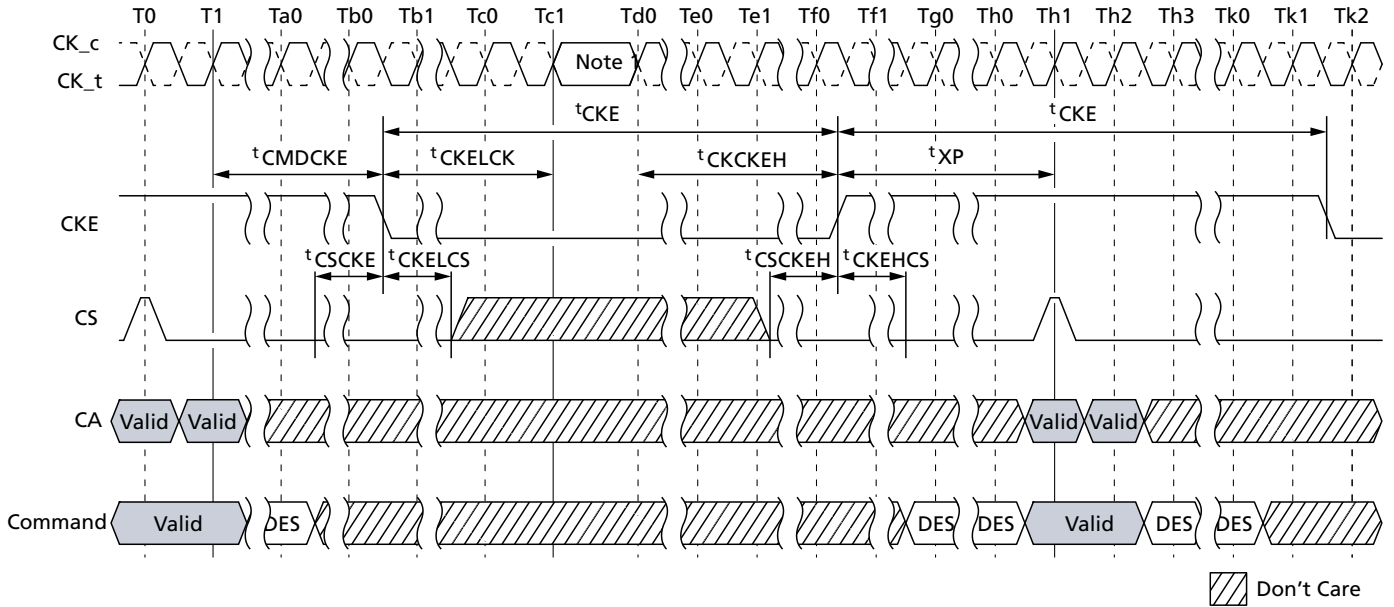 T0 T1 Ta0 Tb0 Tb1 Tc0 Tc1 Td0 Te0 Te1 Tf0 Tf1 Tg0 Th0 Th1 Th2 Th3 Tk0 Tk1 Tk2
CK_c
CK_t
Note 1
tCKE tCKE
tCMDCKE tCKELCK tCKCKEH tXP
CKE
tCSCKE tCKELCS tCSCKEH tCKEHCS
CS
CA Valid Valid Valid Valid
Command Valid DES DES DES Valid DES DES
Don't Care